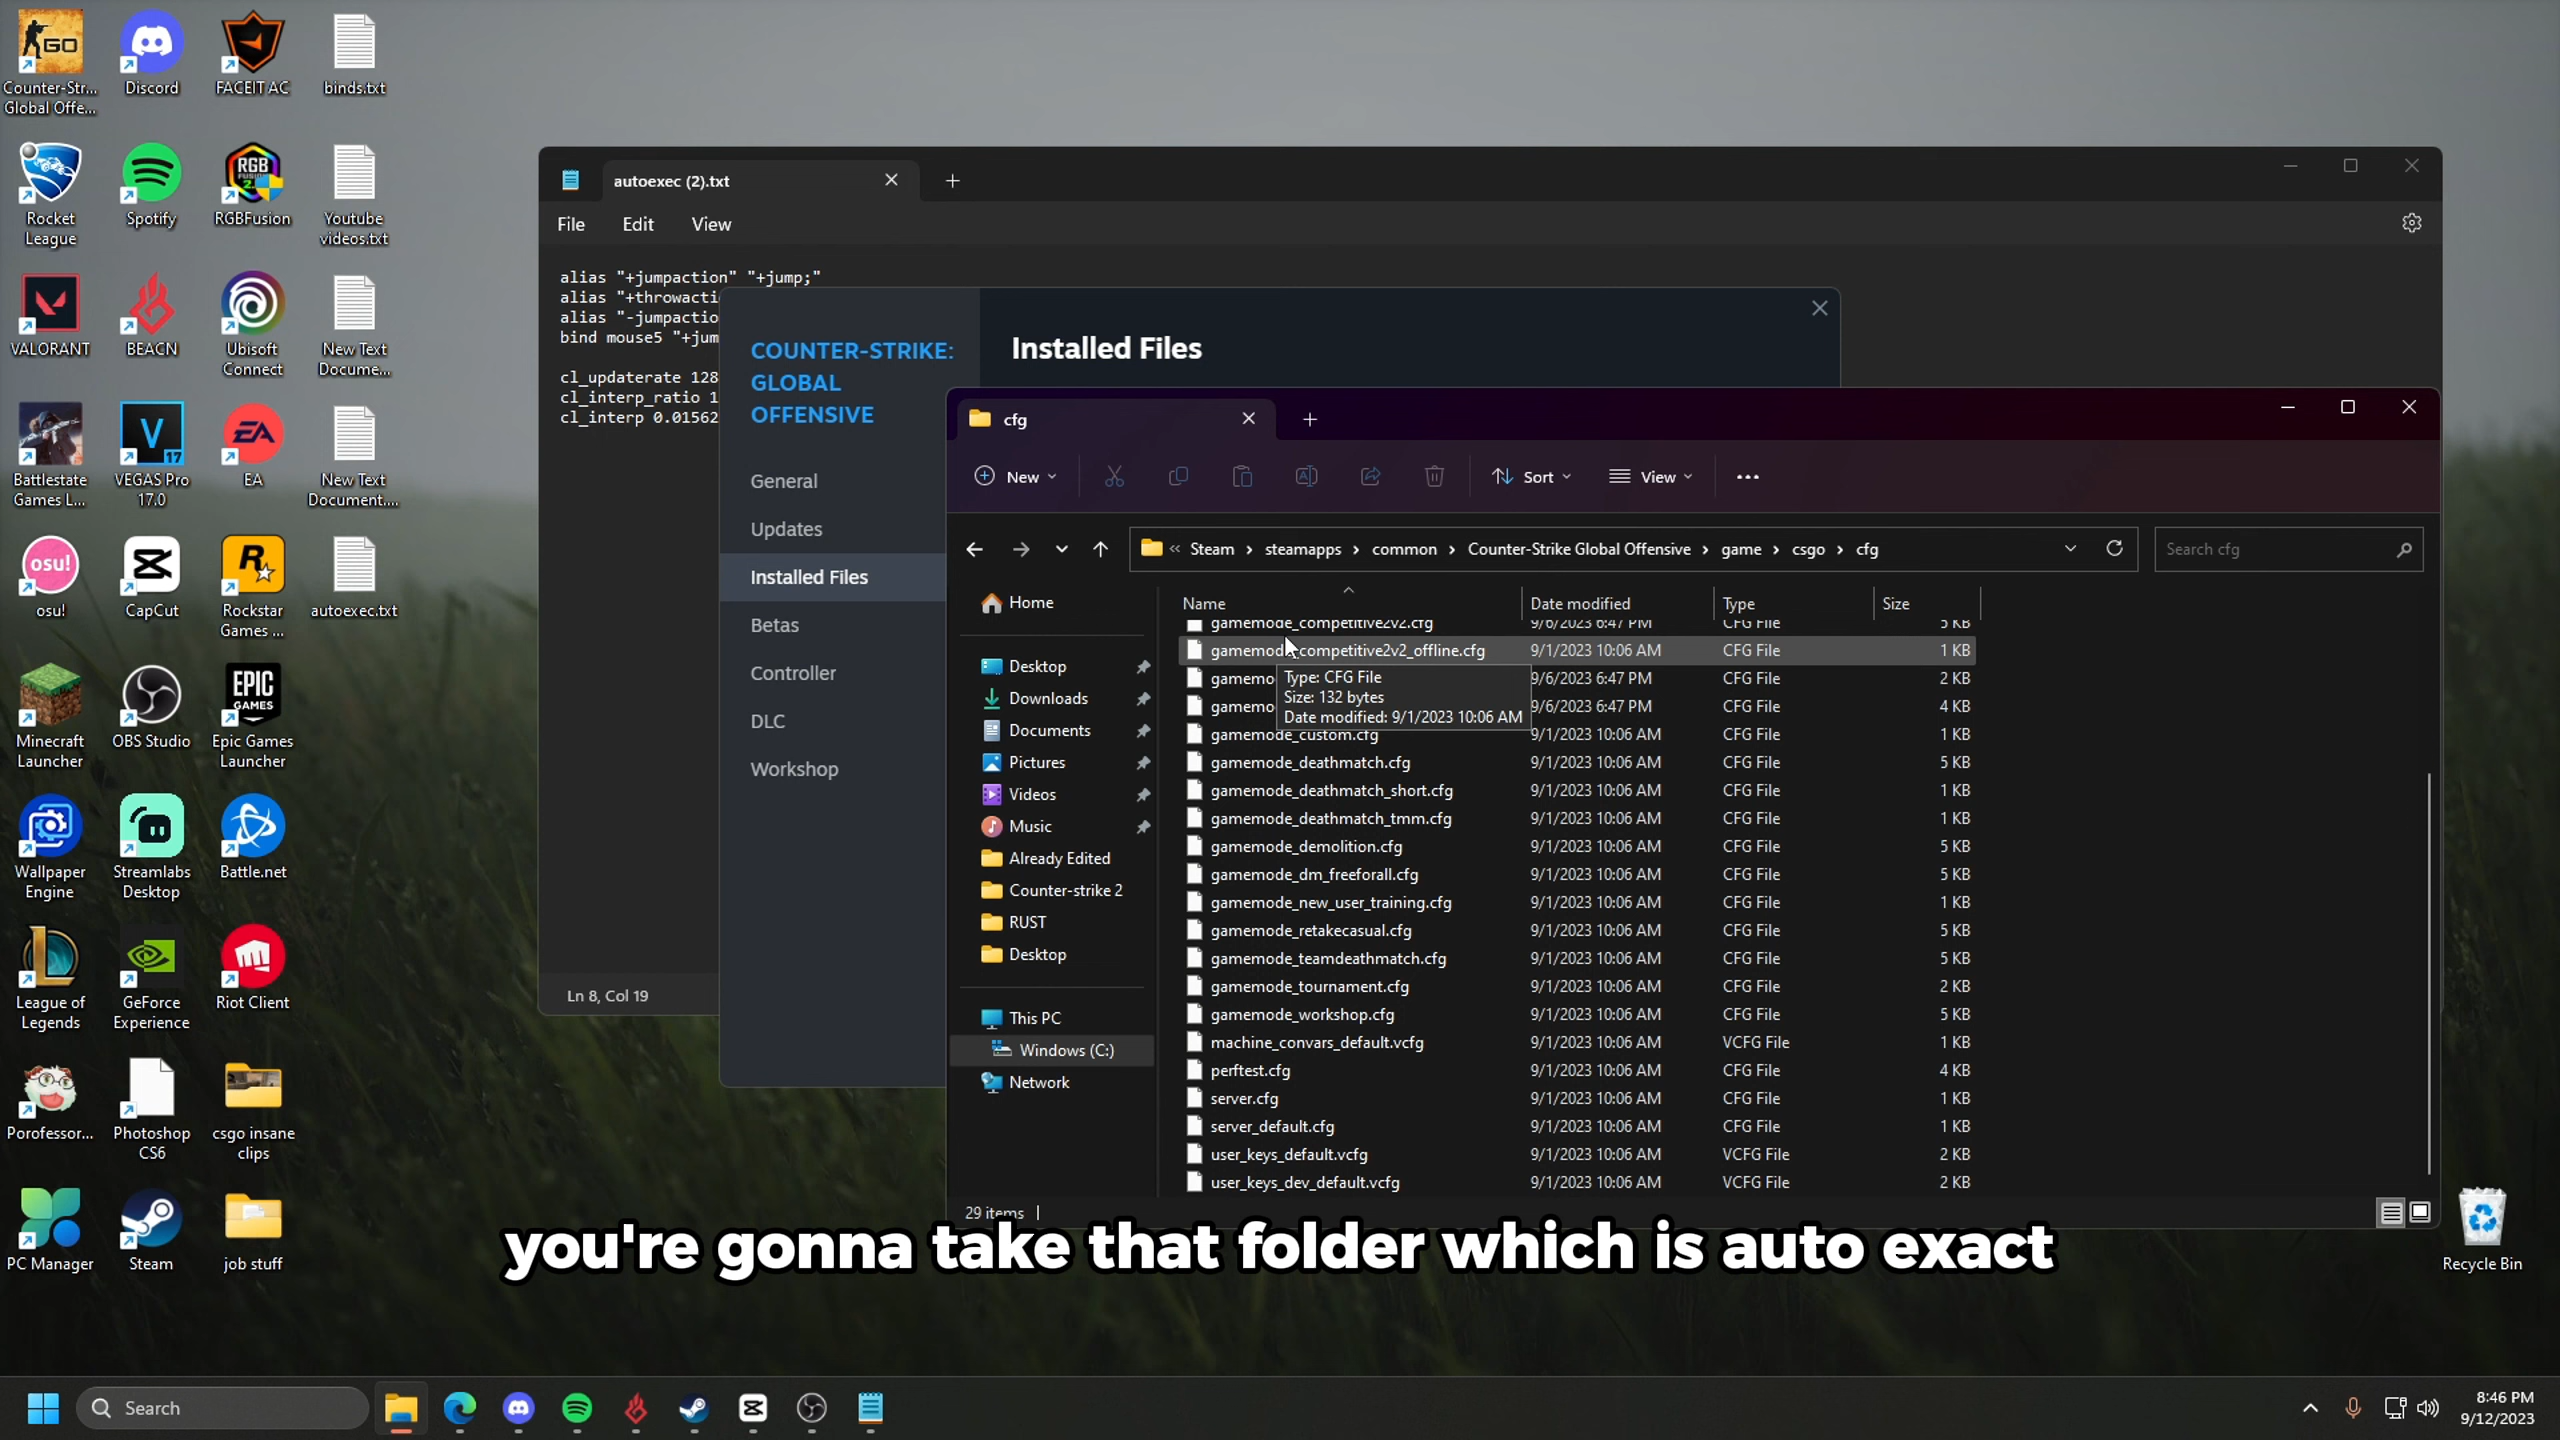 GO
Counter-Str...
Global Offe...
Discord
FACEIT AC
binds.txt
Rocket
League
Spotify
RGB
RGBFusion
Youtube
videos.txt
VALORANT
BEACN
Ubisoft
Connect
New Text
Docume...
Battlestate
Games L...
V
17
VEGAS Pro
17.0
EA
EA
New Text
Document....
osu!
osu!
CapCut
R
Rockstar
Games ...
autoexec.txt
Minecraft
Launcher
OBS Studio
EPIC
GAMES
Epic Games
Launcher
Wallpaper
Engine
Streamlabs
Desktop
Battle.net
League of
Legends
GeForce
Experience
Riot Client
Porofessor...
Photoshop
CS6
csgo insane
clips
PC Manager
Steam
job stuff
autoexec (2).txt
File Edit View
alias "+jumpaction" "+jump;"
alias "+throwacti
alias "-jumpactio
bind mouse5 "+jum
cl_updaterate 128
cl_interp_ratio 1
cl_interp 0.01562
Ln 8, Col 19
COUNTER-STRIKE:
GLOBAL
OFFENSIVE
General
Updates
Installed Files
Betas
Controller
DLC
Workshop
Installed Files
cfg
New Sort View
« Steam › steamapps › common › Counter-Strike Global Offensive › game › csgo › cfg
Search cfg
Home
Desktop
Downloads
Documents
Pictures
Videos
Music
Already Edited
Counter-strike 2
RUST
Desktop
This PC
Windows (C:)
Network
Name Date modified Type Size
gamemode_competitive2v2.cfg 9/6/2023 6:47 PM CFG File 5 KB
gamemode_competitive2v2_offline.cfg 9/1/2023 10:06 AM CFG File 1 KB
gamemo 9/6/2023 6:47 PM CFG File 2 KB
gamemo 9/6/2023 6:47 PM CFG File 4 KB
Type: CFG File
Size: 132 bytes
Date modified: 9/1/2023 10:06 AM
gamemode_custom.cfg 9/1/2023 10:06 AM CFG File 1 KB
gamemode_deathmatch.cfg 9/1/2023 10:06 AM CFG File 5 KB
gamemode_deathmatch_short.cfg 9/1/2023 10:06 AM CFG File 1 KB
gamemode_deathmatch_tmm.cfg 9/1/2023 10:06 AM CFG File 1 KB
gamemode_demolition.cfg 9/1/2023 10:06 AM CFG File 5 KB
gamemode_dm_freeforall.cfg 9/1/2023 10:06 AM CFG File 5 KB
gamemode_new_user_training.cfg 9/1/2023 10:06 AM CFG File 1 KB
gamemode_retakecasual.cfg 9/1/2023 10:06 AM CFG File 5 KB
gamemode_teamdeathmatch.cfg 9/1/2023 10:06 AM CFG File 5 KB
gamemode_tournament.cfg 9/1/2023 10:06 AM CFG File 2 KB
gamemode_workshop.cfg 9/1/2023 10:06 AM CFG File 5 KB
machine_convars_default.vcfg 9/1/2023 10:06 AM VCFG File 1 KB
perftest.cfg 9/1/2023 10:06 AM CFG File 4 KB
server.cfg 9/1/2023 10:06 AM CFG File 1 KB
server_default.cfg 9/1/2023 10:06 AM CFG File 1 KB
user_keys_default.vcfg 9/1/2023 10:06 AM VCFG File 2 KB
user_keys_dev_default.vcfg 9/1/2023 10:06 AM VCFG File 2 KB
29 items
you're gonna take that folder which is auto exact
Recycle Bin
Search
8:46 PM
9/12/2023